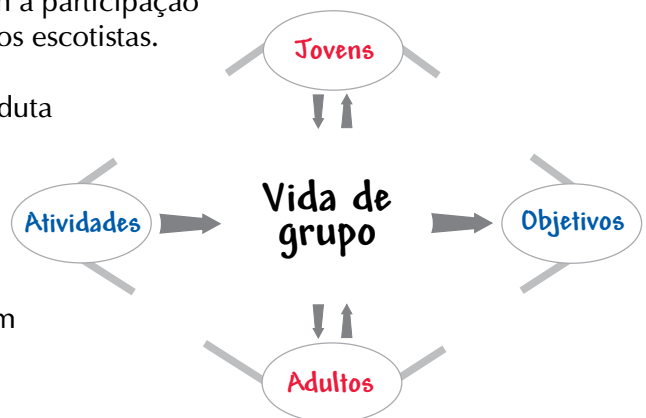 a participação
os escotistas.
Jovens
duta
Vida de
grupo
Atividades
Objetivos
m
Adultos